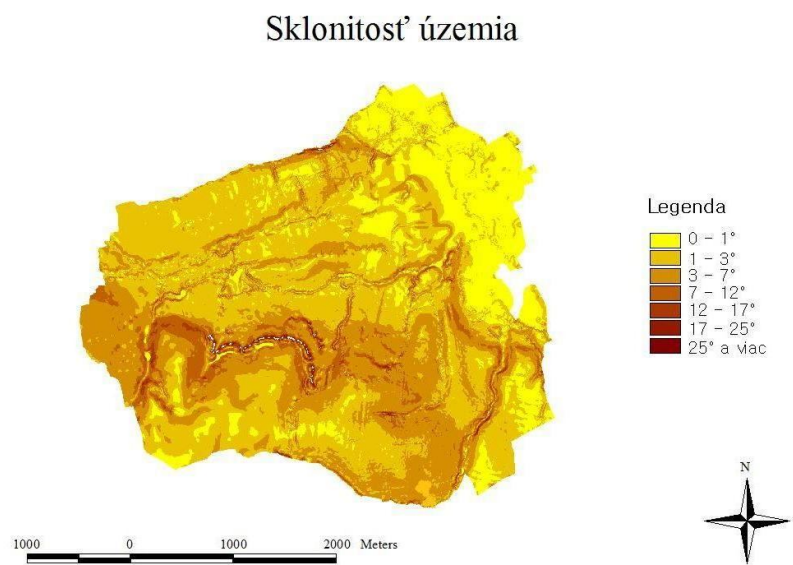 Sklonitosť územia
Legenda
0 - 1°
1 - 3°
3 - 7°
7 - 12°
12 - 17°
17 - 25°
25° a viac
N
1000 0 1000 2000 Meters